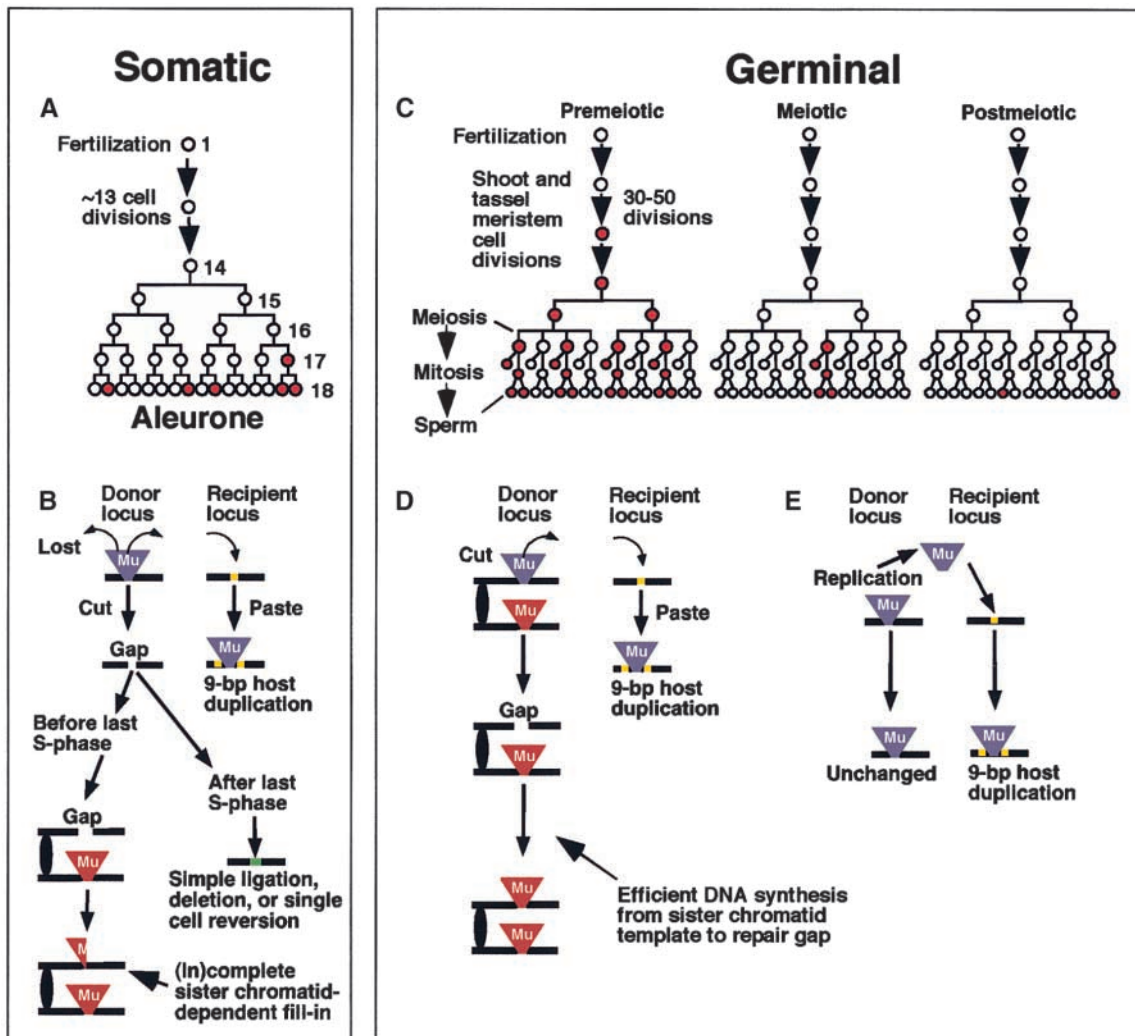 Somatic
A
Fertilization
1
~13 cell
divisions
14
15
16
17
18
Aleurone
B
Donor
locus
Recipient
locus
Lost
Mu
Cut
Paste
Gap
Mu
9-bp host
duplication
Before last
S-phase
After last
S-phase
Gap
Mu
Simple ligation,
deletion, or single
cell reversion
M
Mu
(In)complete
sister chromatid-
dependent fill-in
Germinal
C
Premeiotic
Meiotic
Postmeiotic
Fertilization
Shoot and
tassel
meristem
cell
divisions
30-50
divisions
Meiosis
Mitosis
Sperm
D
Donor
locus
Recipient
locus
Cut
Mu
Mu
Paste
Mu
9-bp host
duplication
Gap
Mu
Mu
Mu
Efficient DNA synthesis
from sister chromatid
template to repair gap
E
Donor
locus
Recipient
locus
Mu
Replication
Mu
Mu
Unchanged
Mu
9-bp host
duplication